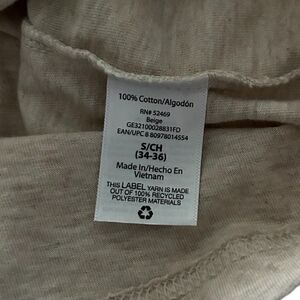 100% Cotton/Algodón
RN# 52469
Beige
GE32100028831FD
EAN/UPC 8 80978014554
S/CH
(34-36)
Made In/Hecho En
Vietnam
THIS LABEL YARN IS MADE
OUT OF 100% RECYCLED
POLYESTER MATERIALS